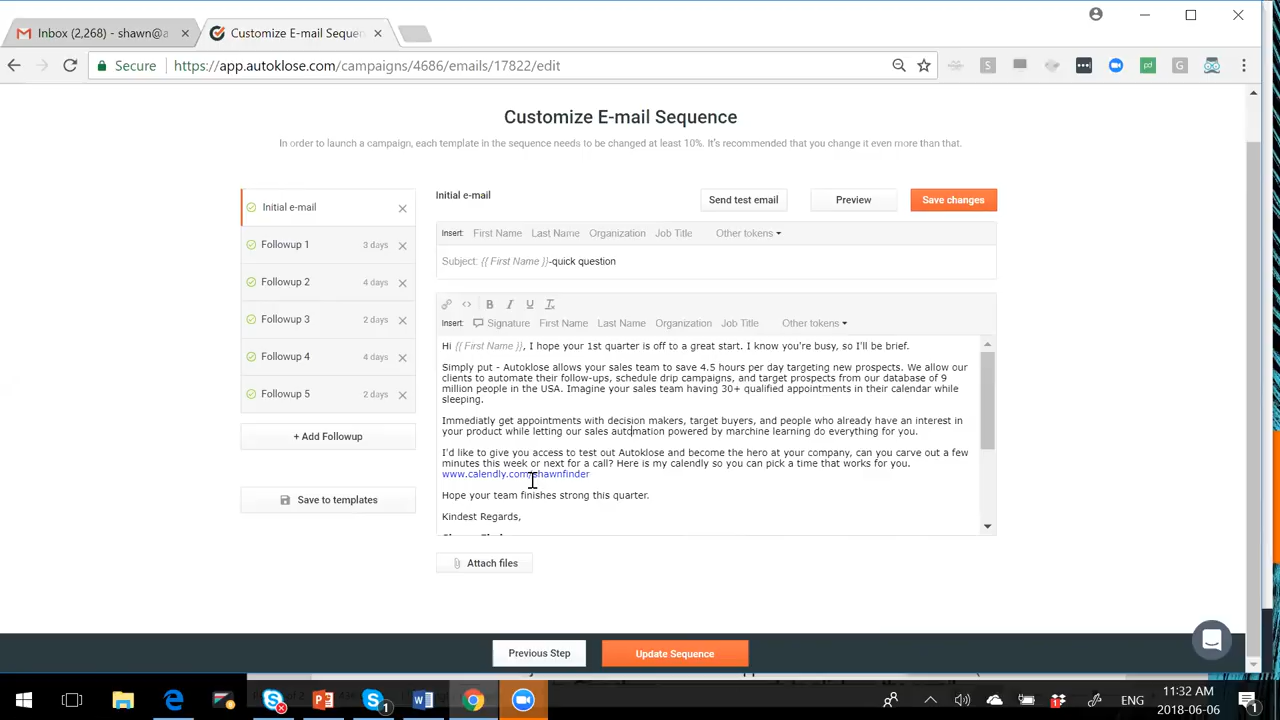 Inbox (2,268) - shawn@a
Customize E-mail Sequen
Secure
https://app.autoklose.com/campaigns/4686/emails/17822/edit
Customize E-mail Sequence
In order to launch a campaign, each template in the sequence needs to be changed at least 10%. It's recommended that you change it even more than that.
Initial e-mail
Followup 1 3 days
Followup 2 4 days
Followup 3 2 days
Followup 4 4 days
Followup 5 2 days
+ Add Followup
Save to templates
Initial e-mail
Send test email
Preview
Save changes
Insert: First Name Last Name Organization Job Title Other tokens
Subject: {{ First Name }}-quick question
B I U Tx
Insert: Signature First Name Last Name Organization Job Title Other tokens
Hi {{ First Name }}, I hope your 1st quarter is off to a great start. I know you're busy, so I'll be brief.
Simply put - Autoklose allows your sales team to save 4.5 hours per day targeting new prospects. We allow our
clients to automate their follow-ups, schedule drip campaigns, and target prospects from our database of 9
million people in the USA. Imagine your sales team having 30+ qualified appointments in their calendar while
sleeping.
Immediatly get appointments with decision makers, target buyers, and people who already have an interest in
your product while letting our sales automation powered by marchine learning do everything for you.
I'd like to give you access to test out Autoklose and become the hero at your company, can you carve out a few
minutes this week or next for a call? Here is my calendly so you can pick a time that works for you.
www.calendly.com/shawnfinder
Hope your team finishes strong this quarter.
Kindest Regards,
Attach files
Previous Step
Update Sequence
ENG
11:32 AM
2018-06-06